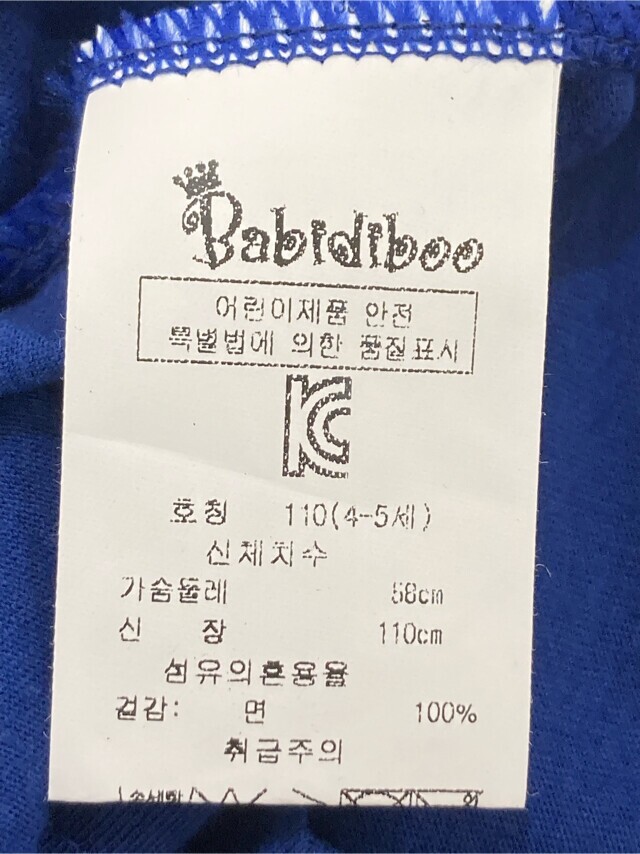 Babidiboo
어린이제품 안전
특별법에 의한 품질표시
KC
호칭 110(4-5세)
신체치수
가슴둘레 58cm
신 장 110cm
섬유의혼용율
겉감: 면 100%
취급주의